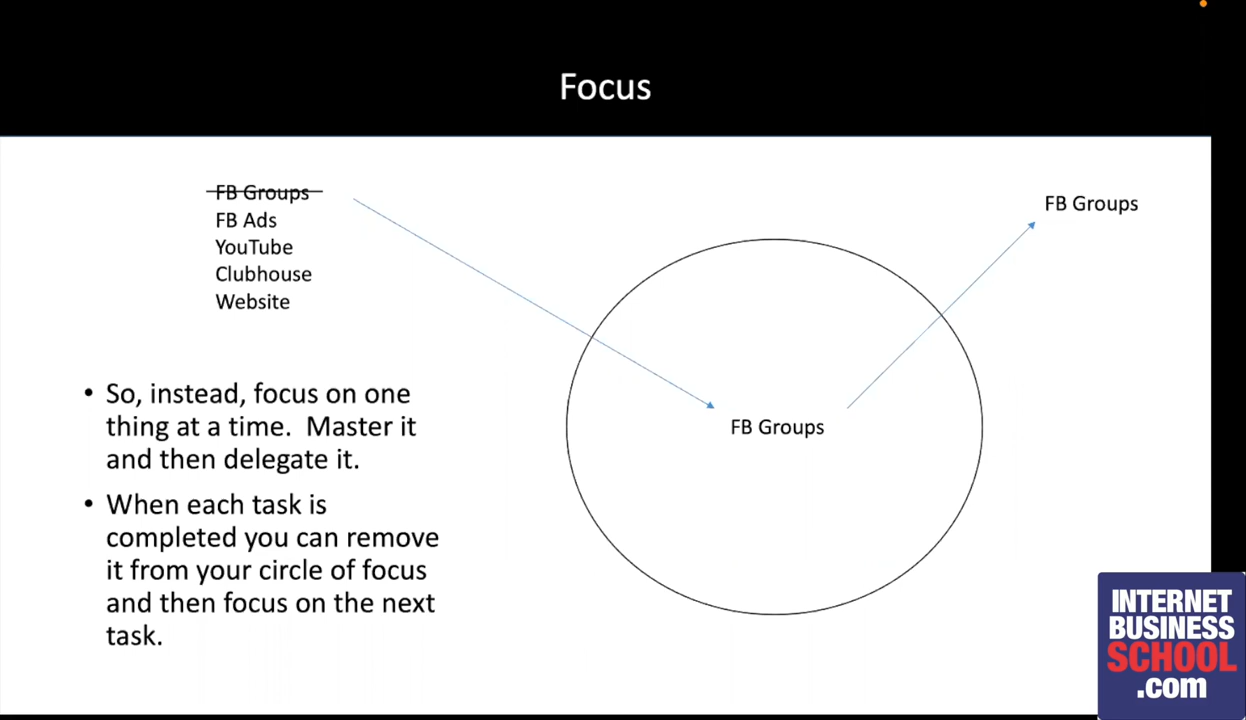 Focus
FB Groups
FB Ads
YouTube
Clubhouse
Website
FB Groups
FB Groups
• So, instead, focus on one
thing at a time.  Master it
and then delegate it.
• When each task is
completed you can remove
it from your circle of focus
and then focus on the next
task.
INTERNET
BUSINESS
SCHOOL
.com